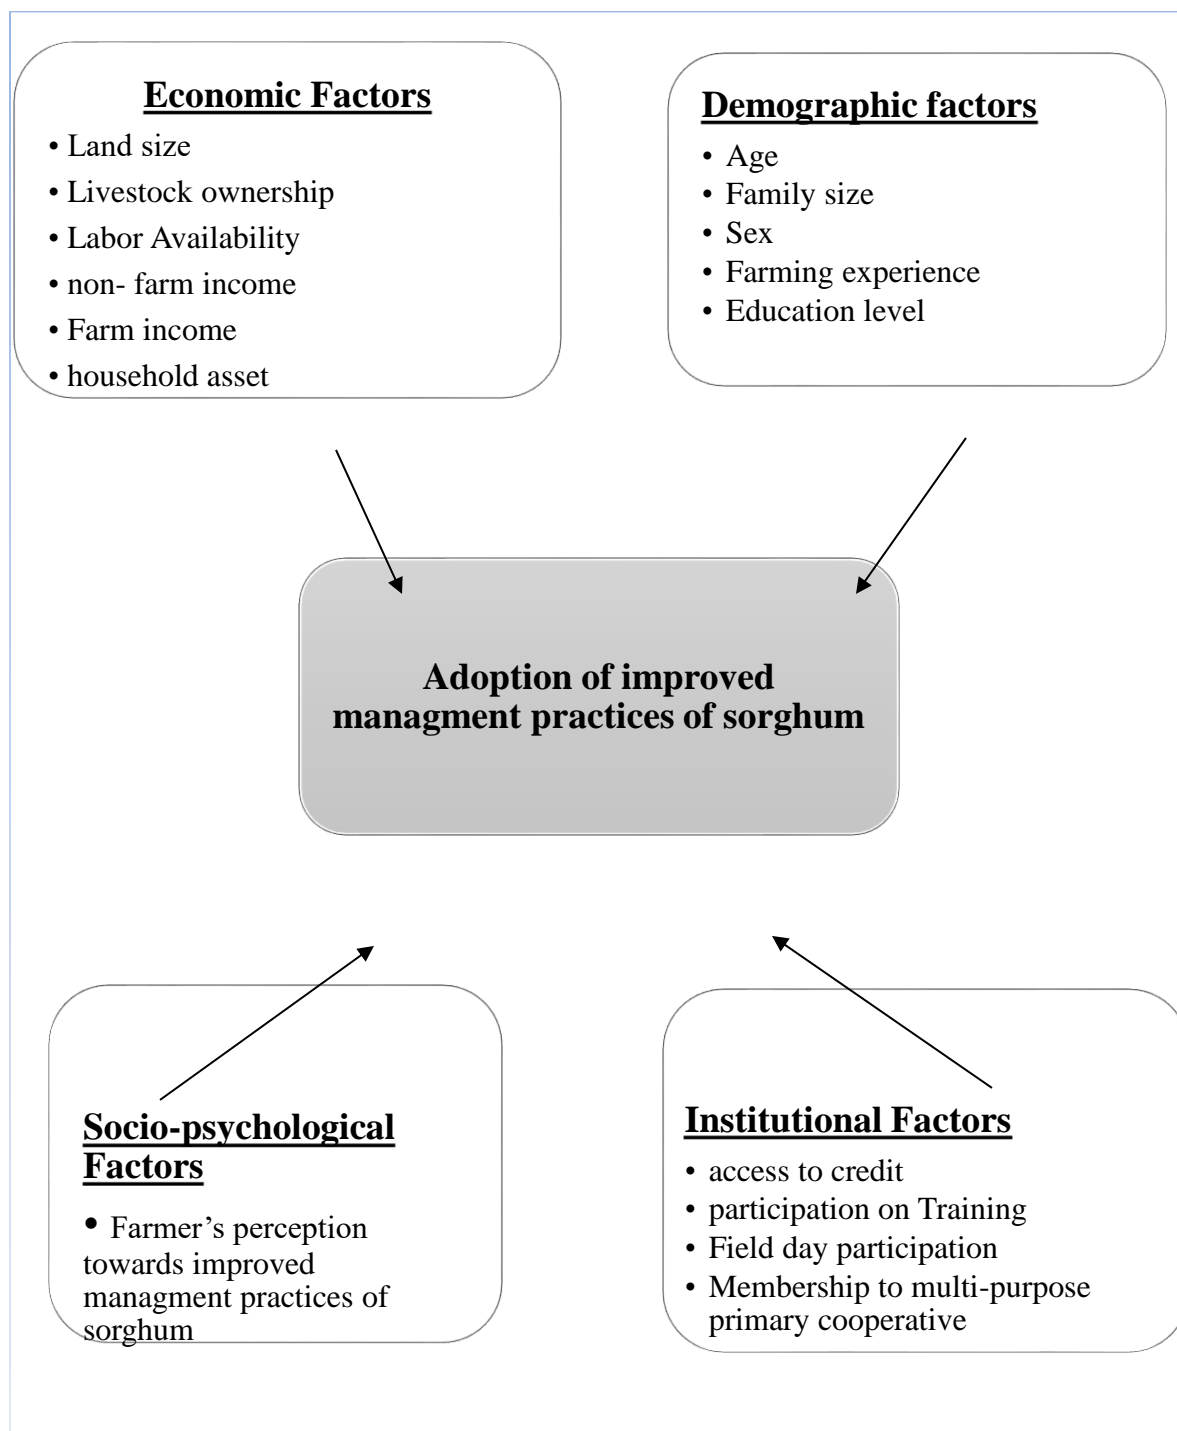 Economic Factors
• Land size
• Livestock ownership
• Labor Availability
• non- farm income
• Farm income
• household asset
Demographic factors
• Age
• Family size
• Sex
• Farming experience
• Education level
Adoption of improved
managment practices of sorghum
Socio-psychological
Factors
• Farmer’s perception
towards improved
managment practices of
sorghum
Institutional Factors
• access to credit
• participation on Training
• Field day participation
• Membership to multi-purpose
primary cooperative